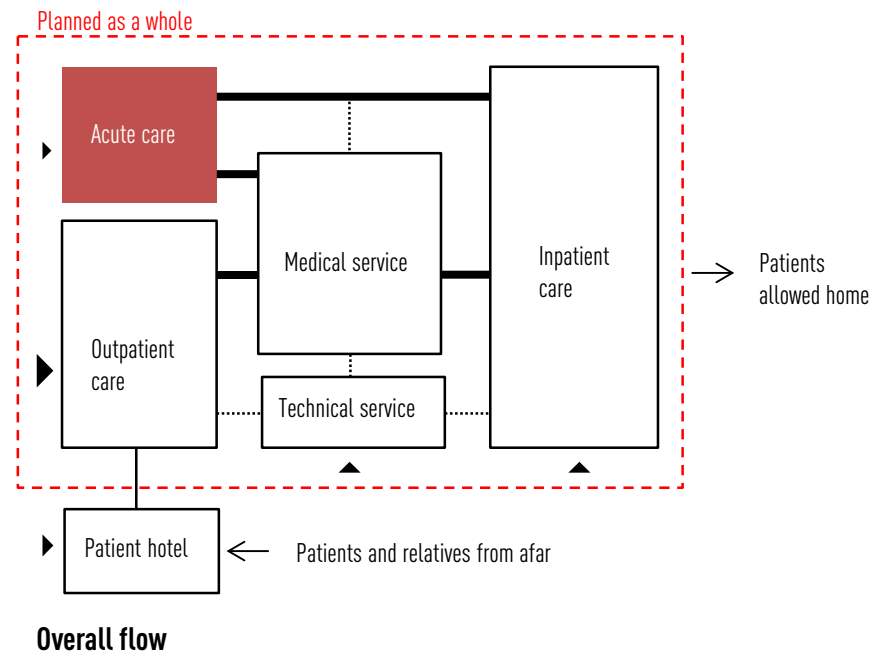 Planned as a whole
Acute care
Medical service
Inpatient
care
Patients
allowed home
Outpatient
care
Technical service
Patient hotel
Patients and relatives from afar
Overall flow